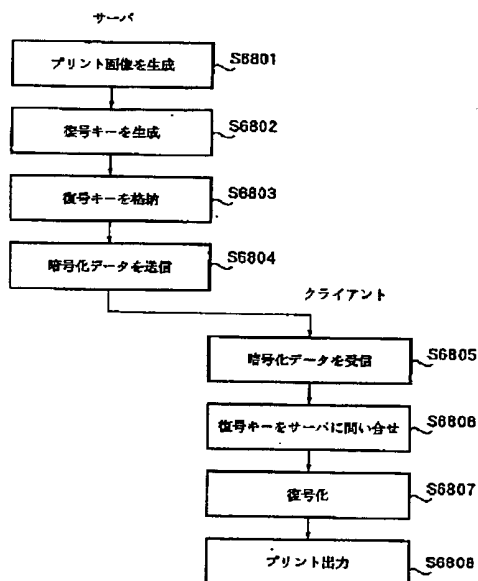 サーバ
プリント画像を生成
S6801
復号キーを生成
S6802
復号キーを格納
S6803
暗号化データを送信
S6804
クライアント
暗号化データを受信
S6805
復号キーをサーバに問い合せ
S6806
復号化
S6807
プリント出力
S6808